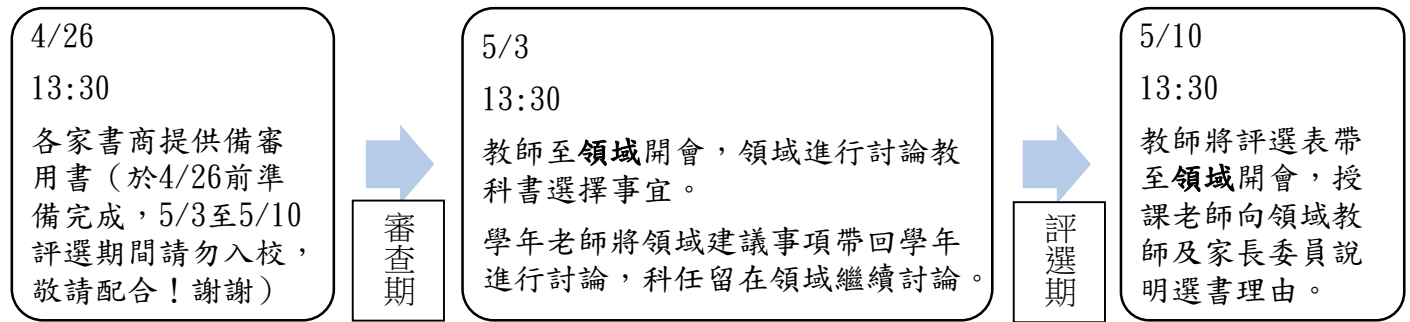 4/26
13:30
各家書商提供備審
用書（於4/26前準
備完成，5/3至5/10
評選期間請勿入校，
敬請配合！謝謝）
審查期
5/3
13:30
教師至領域開會，領域進行討論教
科書選擇事宜。
學年老師將領域建議事項帶回學年
進行討論，科任留在領域繼續討論。
評選期
5/10
13:30
教師將評選表帶
至領域開會，授
課老師向領域教
師及家長委員說
明選書理由。